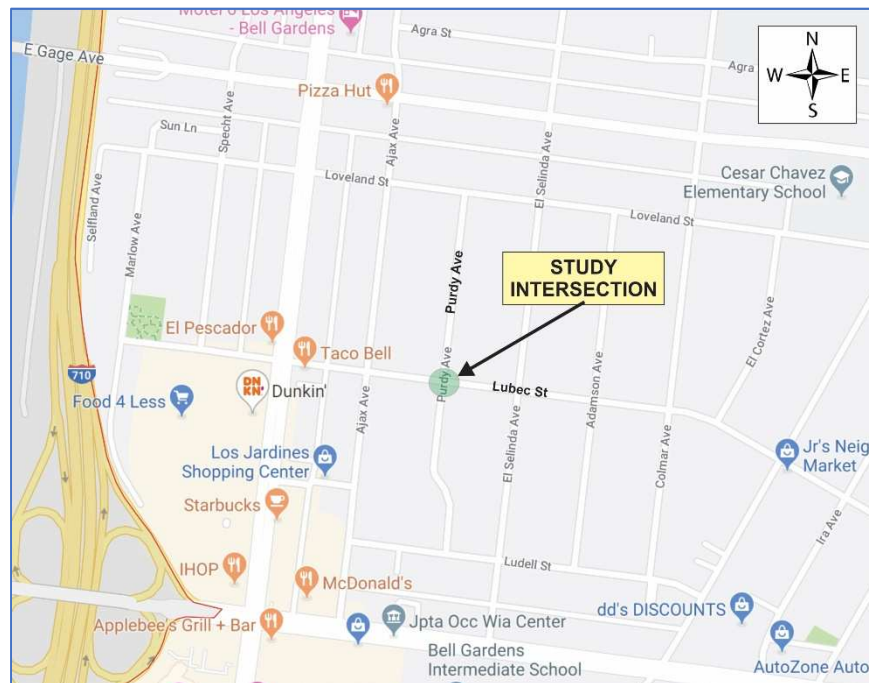 Motel 6 Los Angeles
- Bell Gardens
Agra St
Agra
N
W
E
S
E Gage Ave
Pizza Hut
Sun Ln
Specht Ave
Ajax Ave
El Selinda Ave
Cesar Chavez
Elementary School
Loveland St
Loveland St
Selfland Ave
Marlow Ave
Purdy Ave
STUDY
INTERSECTION
El Pescador
Taco Bell
Purdy Ave
Lubec St
El Cortez Ave
710
Food 4 Less
DN
KN'
Dunkin'
Ajax Ave
El Selinda Ave
Adamson Ave
Colmar Ave
Jr's Neig
Market
Los Jardines
Shopping Center
Starbucks
Ira Ave
IHOP
McDonald's
Ludell St
dd's DISCOUNTS
Applebee's Grill + Bar
Jpta Occ Wia Center
Bell Gardens
Intermediate School
AutoZone Auto